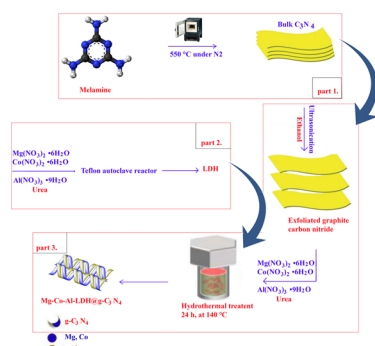 Bulk C₃N ₄
550 °C under N2
Melamine
part 1.
Ultrasonication
Ethanol
Mg(NO₃)₂ •6H₂O
Co(NO₃)₂ •6H₂O
Al(NO₃)₃ •9H₂O
Urea
part 2.
Teflon autoclave reactor
LDH
Exfoliated graphite
carbon nitride
part 3.
Mg-Co-Al-LDH@g-C₃ N₄
Hydrothermal treatent
24 h, at 140 °C
Mg(NO₃)₂ •6H₂O
Co(NO₃)₂ •6H₂O
Al(NO₃)₃ •9H₂O
Urea
g-C₃ N₄
Mg, Co